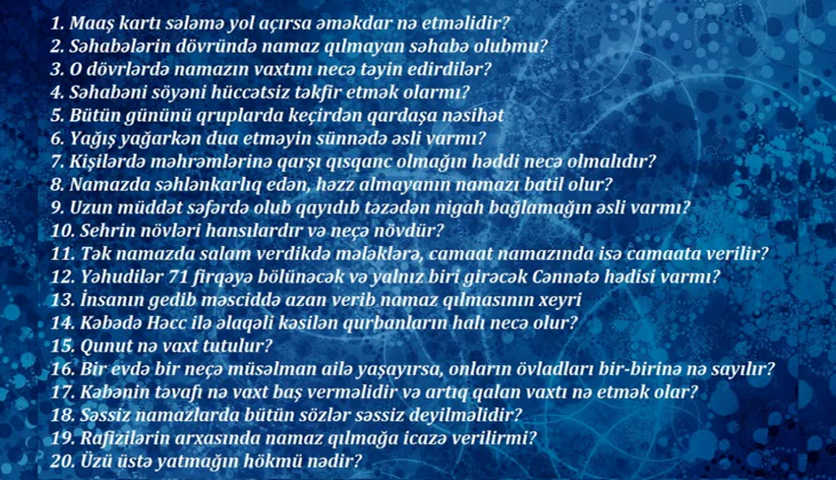 1. Maaş kartı sələmə yol açırsa əməkdar nə etməlidir?
2. Səhabələrin dövründə namaz qılmayan səhabə olubmu?
3. O dövrlərdə namazın vaxtını necə təyin edirdilər?
4. Səhabəni söyəni hüccətsiz təkfir etmək olarmı?
5. Bütün gününü qruplarda keçirdən qardaşa nəsihət
6. Yağış yağarkən dua etməyin sünnədə əsli varmı?
7. Kişilərdə məhrəmlərinə qarşı qısqanc olmağın həddi necə olmalıdır?
8. Namazda səhlənkarlıq edən, həzz almayanın namazı batil olur?
9. Uzun müddət səfərdə olub qayıdıb təzədən nigah bağlamağın əsli varmı?
10. Sehrin növləri hansılardır və neçə növdür?
11. Tək namazda salam verdikdə mələklərə, camaat namazında isə camaata verilir?
12. Yəhudilər 71 firqəyə bölünəcək və yalnız biri girəcək Cənnətə hədisi varmı?
13. İnsanın gedib məsciddə azan verib namaz qılmasının xeyri
14. Kəbədə Həcc ilə əlaqəli kəsilən qurbanların halı necə olur?
15. Qunut nə vaxt tutulur?
16. Bir evdə bir neçə müsəlman ailə yaşayırsa, onların övladları bir-birinə nə sayılır?
17. Kəbənin təvafı nə vaxt baş verməlidir və artıq qalan vaxtı nə etmək olar?
18. Səssiz namazlarda bütün sözlər səssiz deyilməlidir?
19. Rafizilərin arxasında namaz qılmağa icazə verilirmi?
20. Üzü üstə yatmağın hökmü nədir?